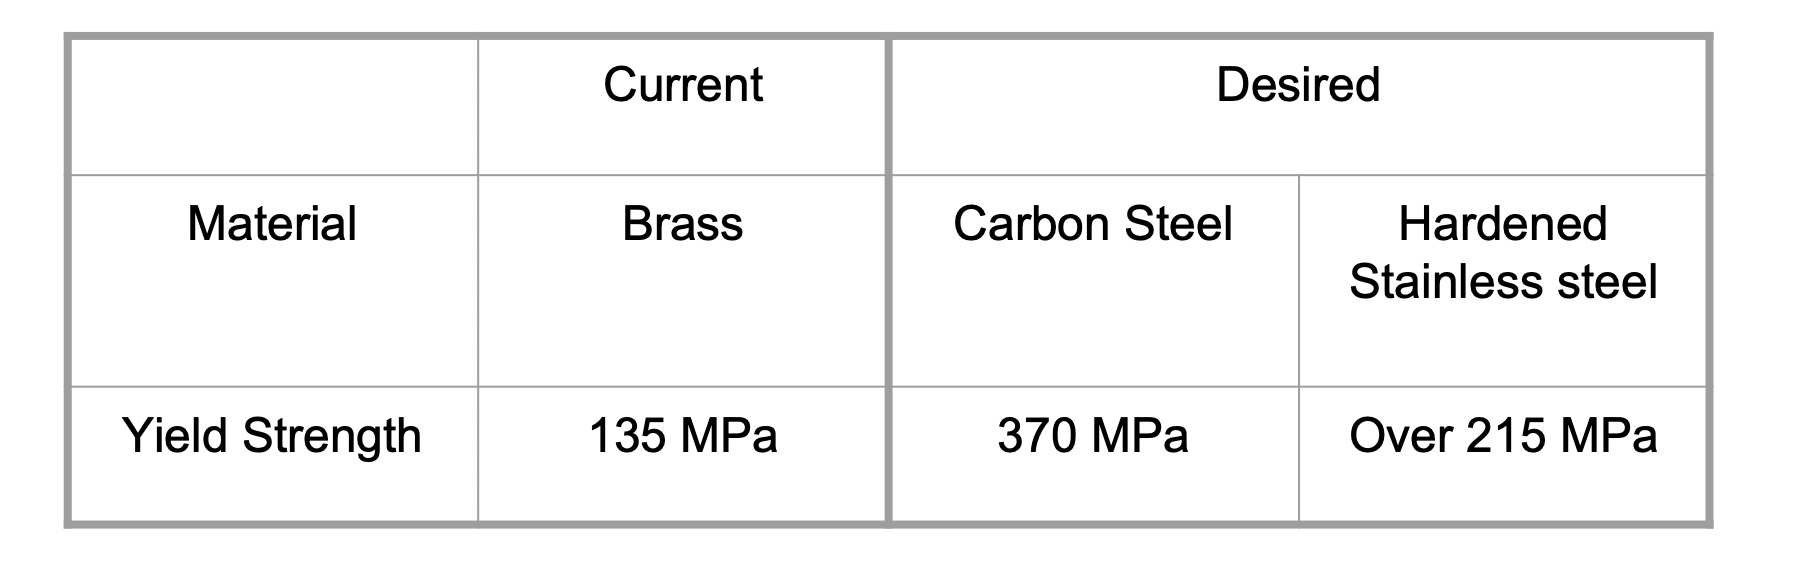 Current
Desired
Material
Brass
Carbon Steel
Hardened
Stainless steel
Yield Strength
135 MPa
370 MPa
Over 215 MPa